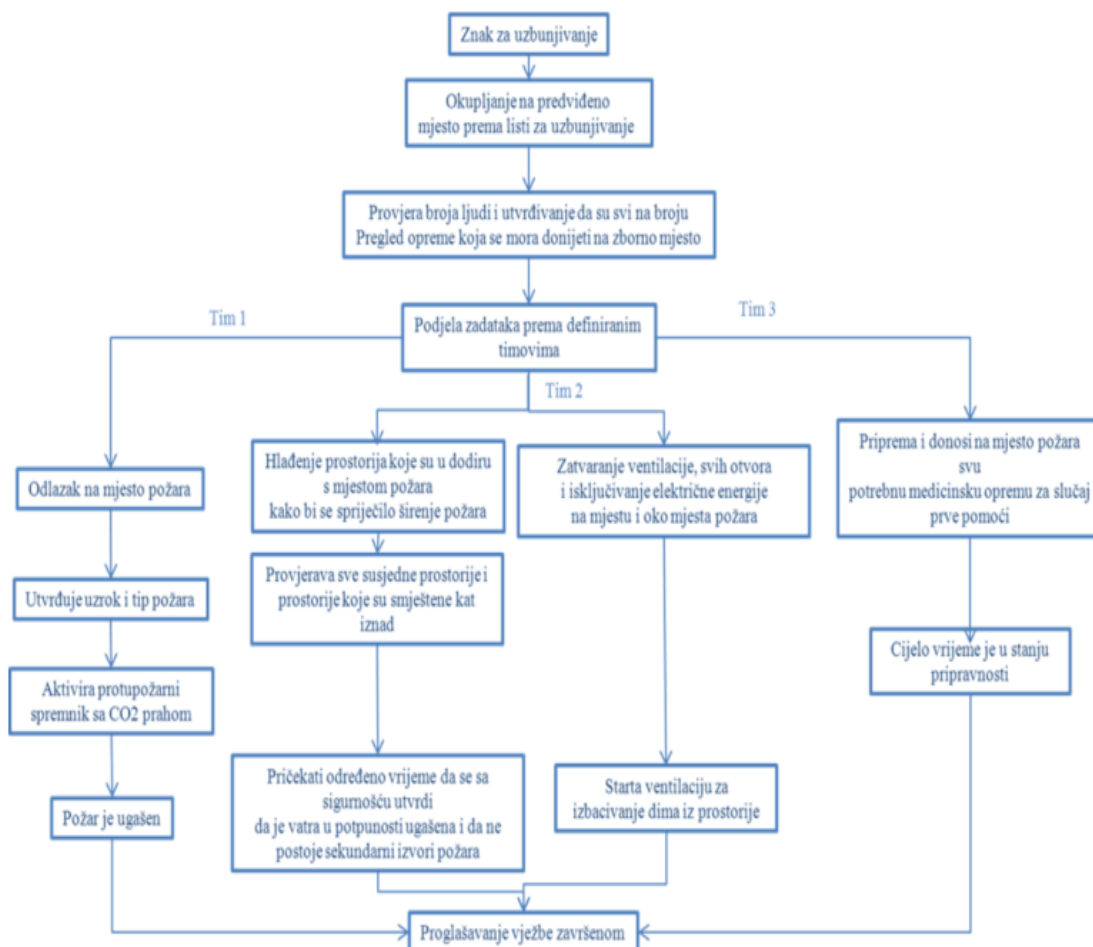 Znak za uzbunjivanje
Okupljanje na predviđeno
mjesto prema listi za uzbunjivanje
Provjera broja ljudi i utvrđivanje da su svi na broju
Pregled opreme koja se mora donijeti na zborno mjesto
Tim 1
Podjela zadataka prema definiranim
timovima
Tim 3
Tim 2
Odlazak na mjesto požara
Utvrđuje uzrok i tip požara
Aktivira protupožarni
spremnik sa CO2 prahom
Požar je ugašen
Hlađenje prostorija koje su u dodiru
s mjestom požara
kako bi se spriječilo širenje požara
Provjerava sve susjedne prostorije i
prostorije koje su smještene kat
iznad
Pričekati određeno vrijeme da se sa
sigurnošću utvrdi
da je vatra u potpunosti ugašena i da ne
postoje sekundarni izvori požara
Zatvaranje ventilacije, svih otvora
i isključivanje električne energije
na mjestu i oko mjesta požara
Starta ventilaciju za
izbacivanje dima iz prostorije
Priprema i donosi na mjesto požara
svu
potrebnu medicinsku opremu za slučaj
prve pomoći
Cijelo vrijeme je u stanju
pripravnosti
Proglašavanje vježbe završenom